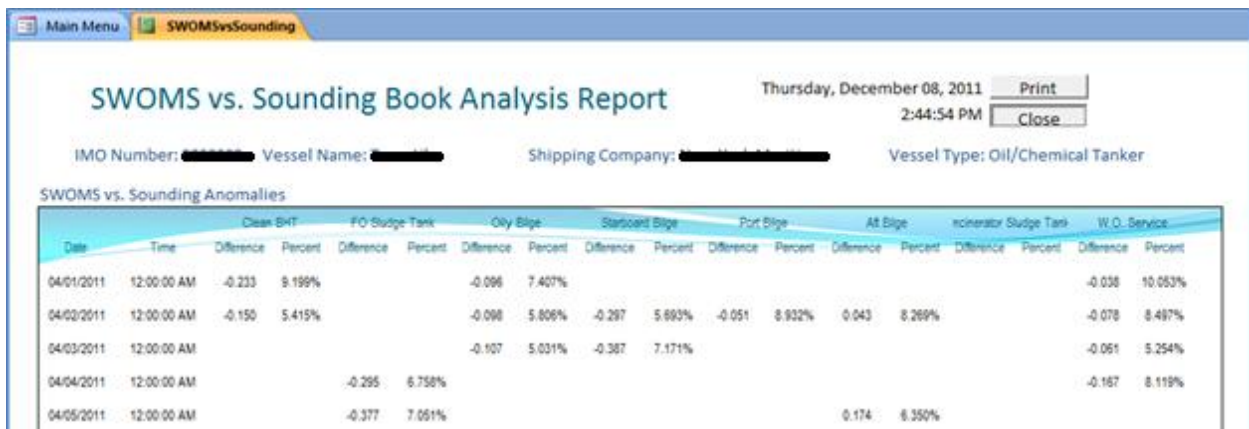 Main Menu SWOMSvsSounding
SWOMS vs. Sounding Book Analysis Report Thursday, December 08, 2011 Print
2:44:54 PM Close
IMO Number: Vessel Name: Shipping Company: Vessel Type: Oil/Chemical Tanker
SWOMS vs. Sounding Anomalies
Clean BHT FO Sludge Tank Oily Bilge Starboard Bilge Port Bilge Aft Bilge ncinerator Sludge Tank W.O. Service
Date Time Difference Percent Difference Percent Difference Percent Difference Percent Difference Percent Difference Percent Difference Percent Difference Percent
04/01/2011 12:00:00 AM -0.233 9.199% -0.096 7.407% -0.038 10.053%
04/02/2011 12:00:00 AM -0.150 5.415% -0.098 5.806% -0.297 5.693% -0.051 8.932% 0.043 8.269% -0.078 8.497%
04/03/2011 12:00:00 AM -0.107 5.031% -0.387 7.171% -0.061 5.254%
04/04/2011 12:00:00 AM -0.295 6.758% -0.167 8.119%
04/05/2011 12:00:00 AM -0.377 7.051% 0.174 6.350%